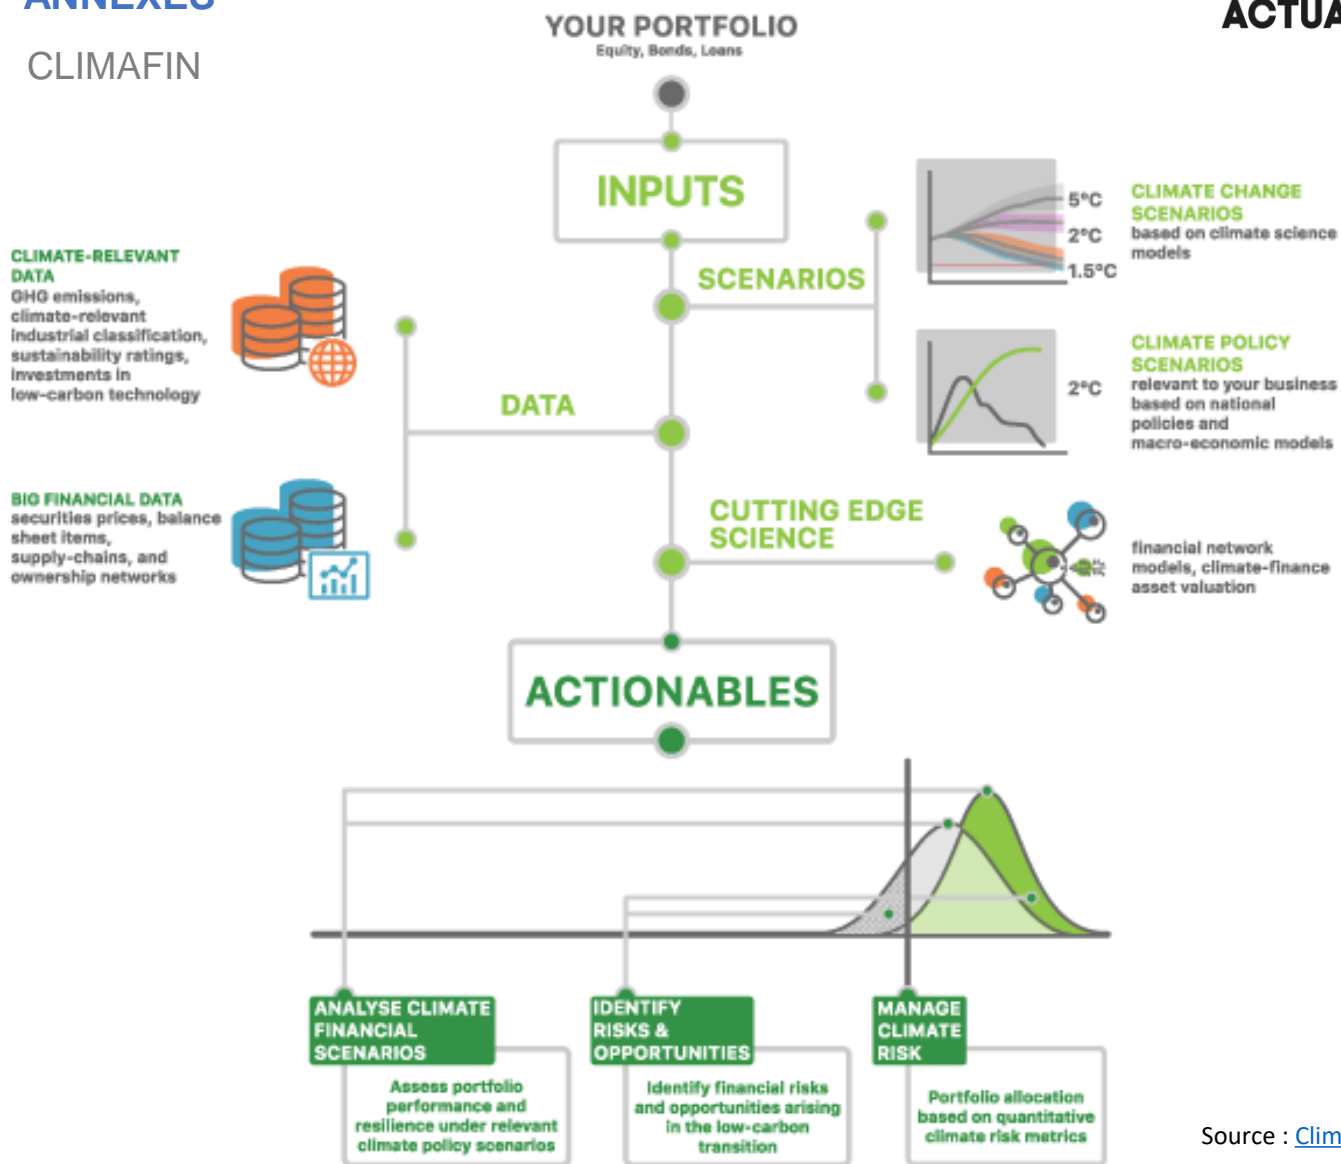 ANNEXES
ACTUA
CLIMAFIN
YOUR PORTFOLIO
Equity, Bonds, Loans
INPUTS
SCENARIOS
5°C
2°C
1.5°C
CLIMATE CHANGE
SCENARIOS
based on climate science
models
CLIMATE-RELEVANT
DATA
GHG emissions,
climate-relevant
industrial classification,
sustainability ratings,
investments in
low-carbon technology
2°C
CLIMATE POLICY
SCENARIOS
relevant to your business
based on national
policies and
macro-economic models
DATA
BIG FINANCIAL DATA
securities prices, balance
sheet items,
supply-chains, and
ownership networks
CUTTING EDGE
SCIENCE
financial network
models, climate-finance
asset valuation
ACTIONABLES
ANALYSE CLIMATE
FINANCIAL
SCENARIOS
Assess portfolio
performance and
resilience under relevant
climate policy scenarios
IDENTIFY
RISKS &
OPPORTUNITIES
Identify financial risks
and opportunities arising
in the low-carbon
transition
MANAGE
CLIMATE
RISK
Portfolio allocation
based on quantitative
climate risk metrics
Source : Clim